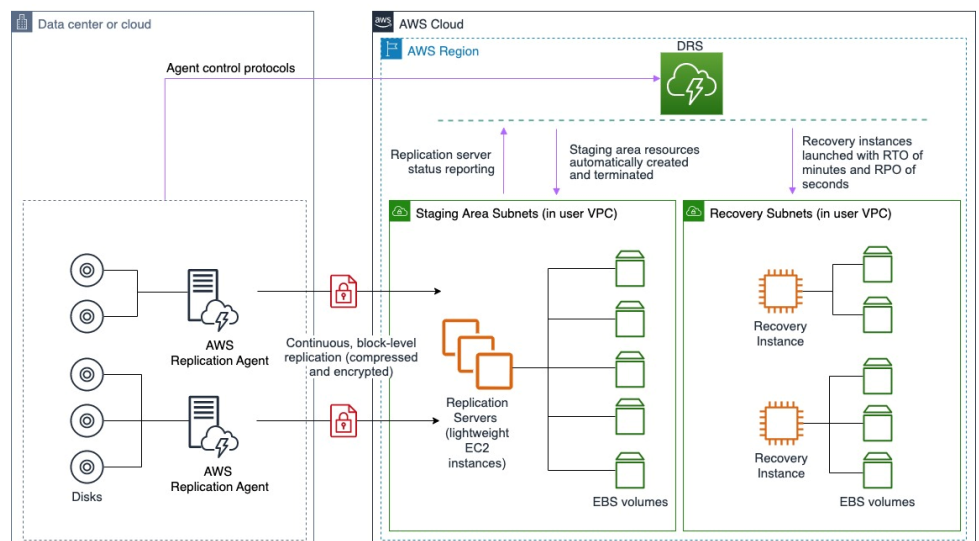 Data center or cloud
aws
AWS Cloud
AWS Region
DRS
Agent control protocols
Replication server
status reporting
Staging area resources
automatically created
and terminated
Recovery instances
launched with RTO of
minutes and RPO of
seconds
Staging Area Subnets (in user VPC)
Recovery Subnets (in user VPC)
AWS
Replication Agent
Continuous, block-level
replication (compressed
and encrypted)
Recovery
Instance
Replication
Servers
(lightweight
EC2
instances)
AWS
Replication Agent
Recovery
Instance
Disks
EBS volumes
EBS volumes